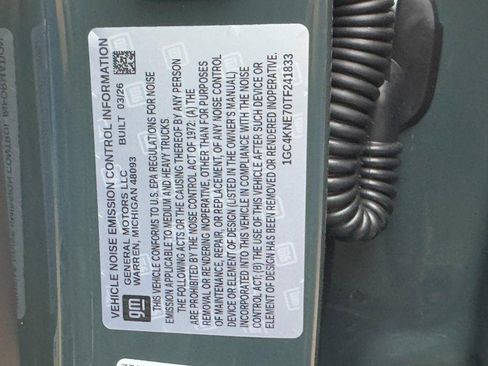 VEHICLE NOISE EMISSION CONTROL INFORMATION
GENERAL MOTORS LLC BUILT 03/26
WARREN, MICHIGAN 48093
gm
THIS VEHICLE CONFORMS TO U.S. EPA REGULATIONS FOR NOISE
EMISSION APPLICABLE TO MEDIUM AND HEAVY TRUCKS.
THE FOLLOWING ACTS OR THE CAUSING THEREOF BY ANY PERSON
ARE PROHIBITED BY THE NOISE CONTROL ACT OF 1972: (A) THE
REMOVAL OR RENDERING INOPERATIVE, OTHER THAN FOR PURPOSES
OF MAINTENANCE, REPAIR, OR REPLACEMENT, OF ANY NOISE CONTROL
DEVICE OR ELEMENT OF DESIGN (LISTED IN THE OWNER'S MANUAL)
INCORPORATED INTO THIS VEHICLE IN COMPLIANCE WITH THE NOISE
CONTROL ACT; (B) THE USE OF THIS VEHICLE AFTER SUCH DEVICE OR
ELEMENT OF DESIGN HAS BEEN REMOVED OR RENDERED INOPERATIVE.
1GC4KNE70TF241833